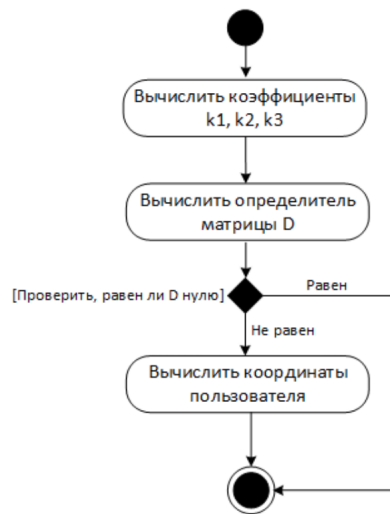 Вычислить коэффициенты
k1, k2, k3
Вычислить определитель
матрицы D
[Проверить, равен ли D нулю]
Равен
Не равен
Вычислить координаты
пользователя